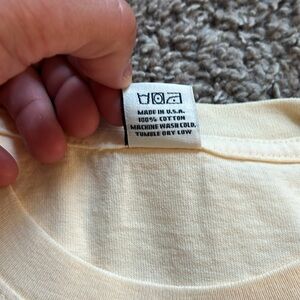 MADE IN U.S.A.
100% COTTON
MACHINE WASH COLD,
TUMBLE DRY LOW